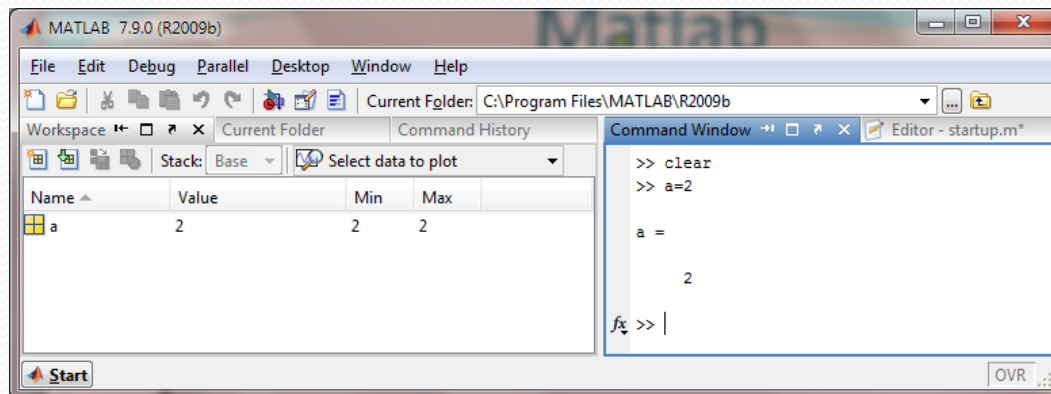 Matlab
MATLAB 7.9.0 (R2009b)
File Edit Debug Parallel Desktop Window Help
Current Folder: C:\Program Files\MATLAB\R2009b
Workspace Current Folder Command History
Stack: Base Select data to plot
Name Value Min Max
a 2 2 2
Command Window Editor - startup.m*
>> clear
>> a=2
a =
2
fx >>
Start OVR